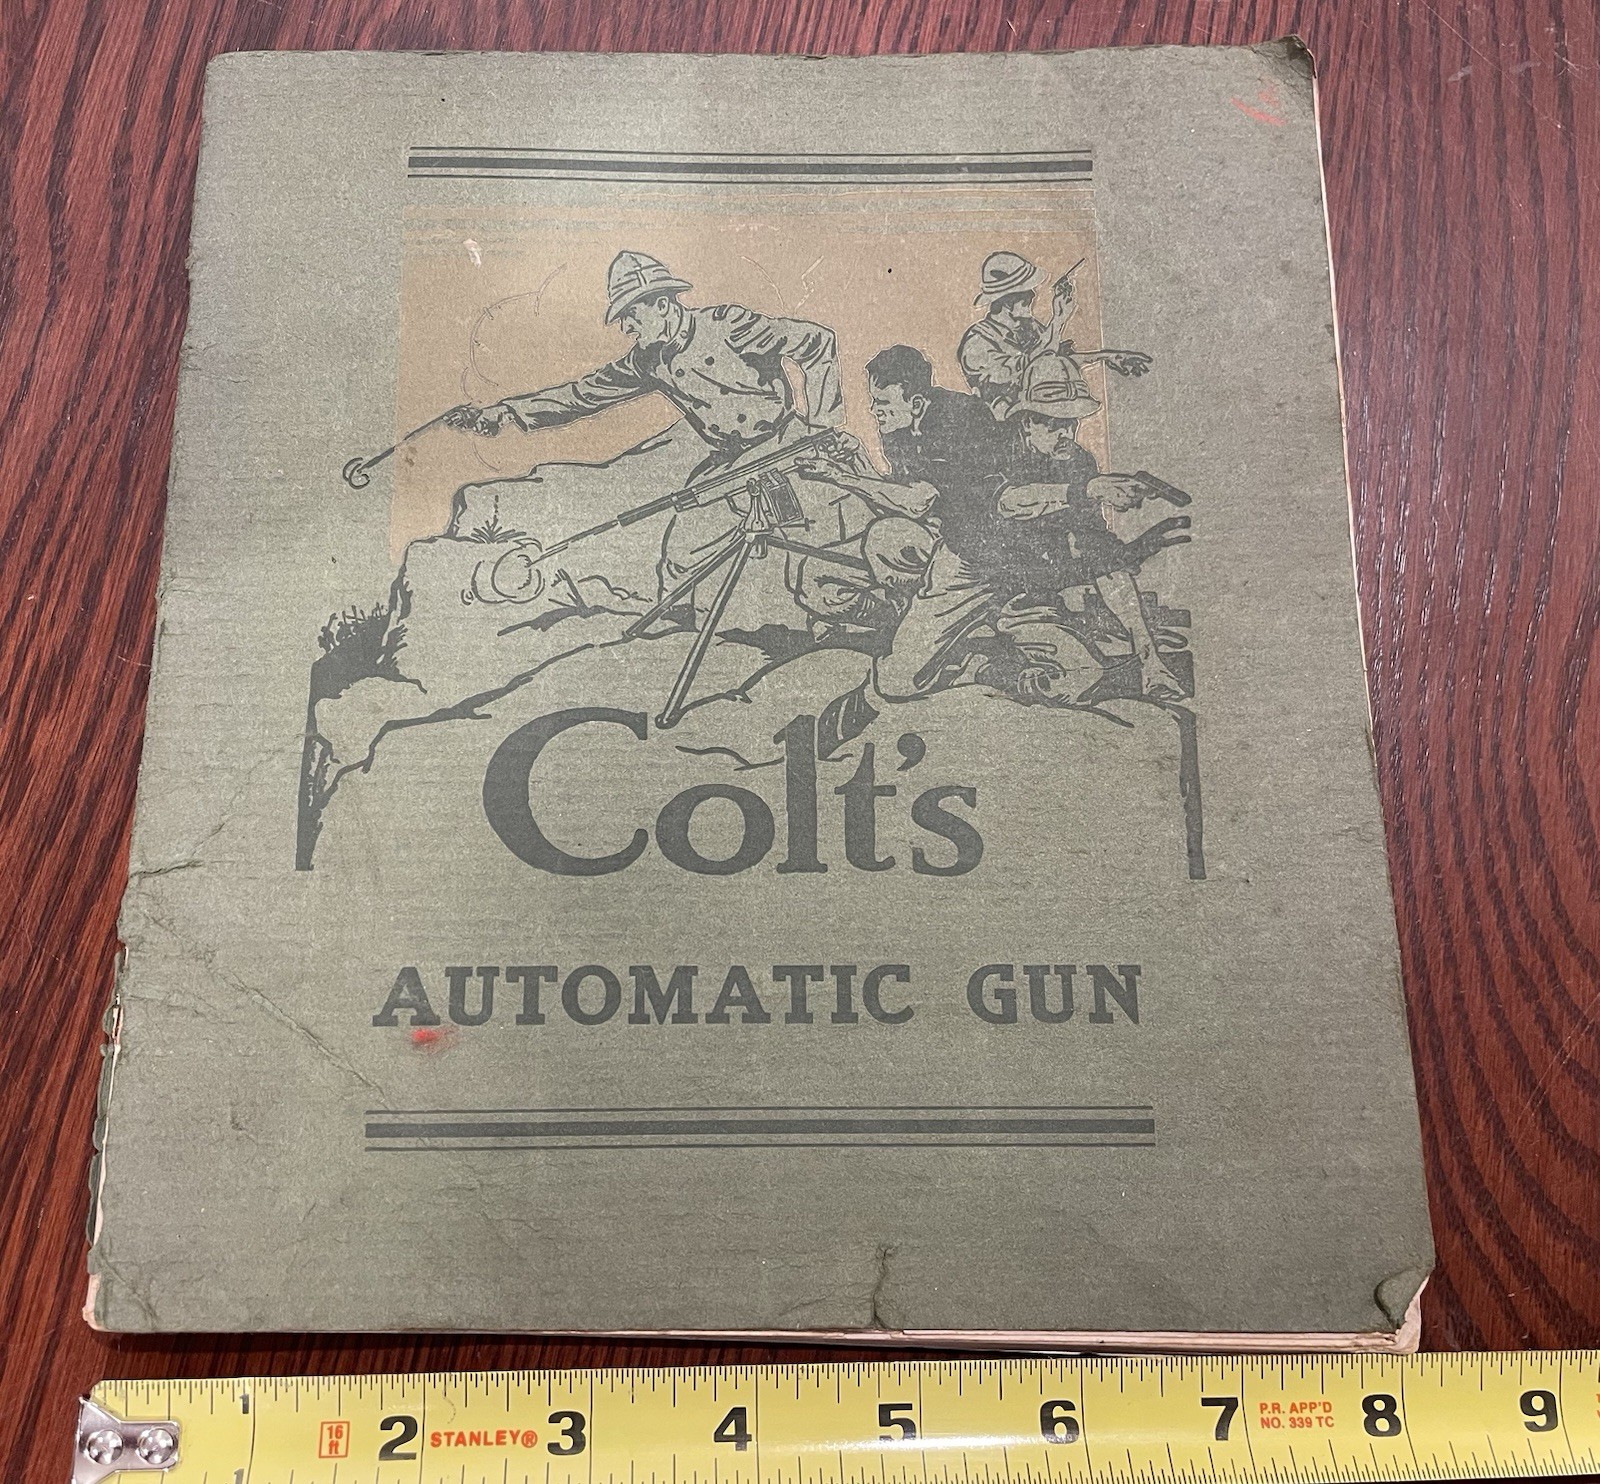 Colt's
AUTOMATIC GUN
1 2 3 4 5 6 7 8 9
16
ft
STANLEY®
P.R. APP'D
NO. 339 TC
1